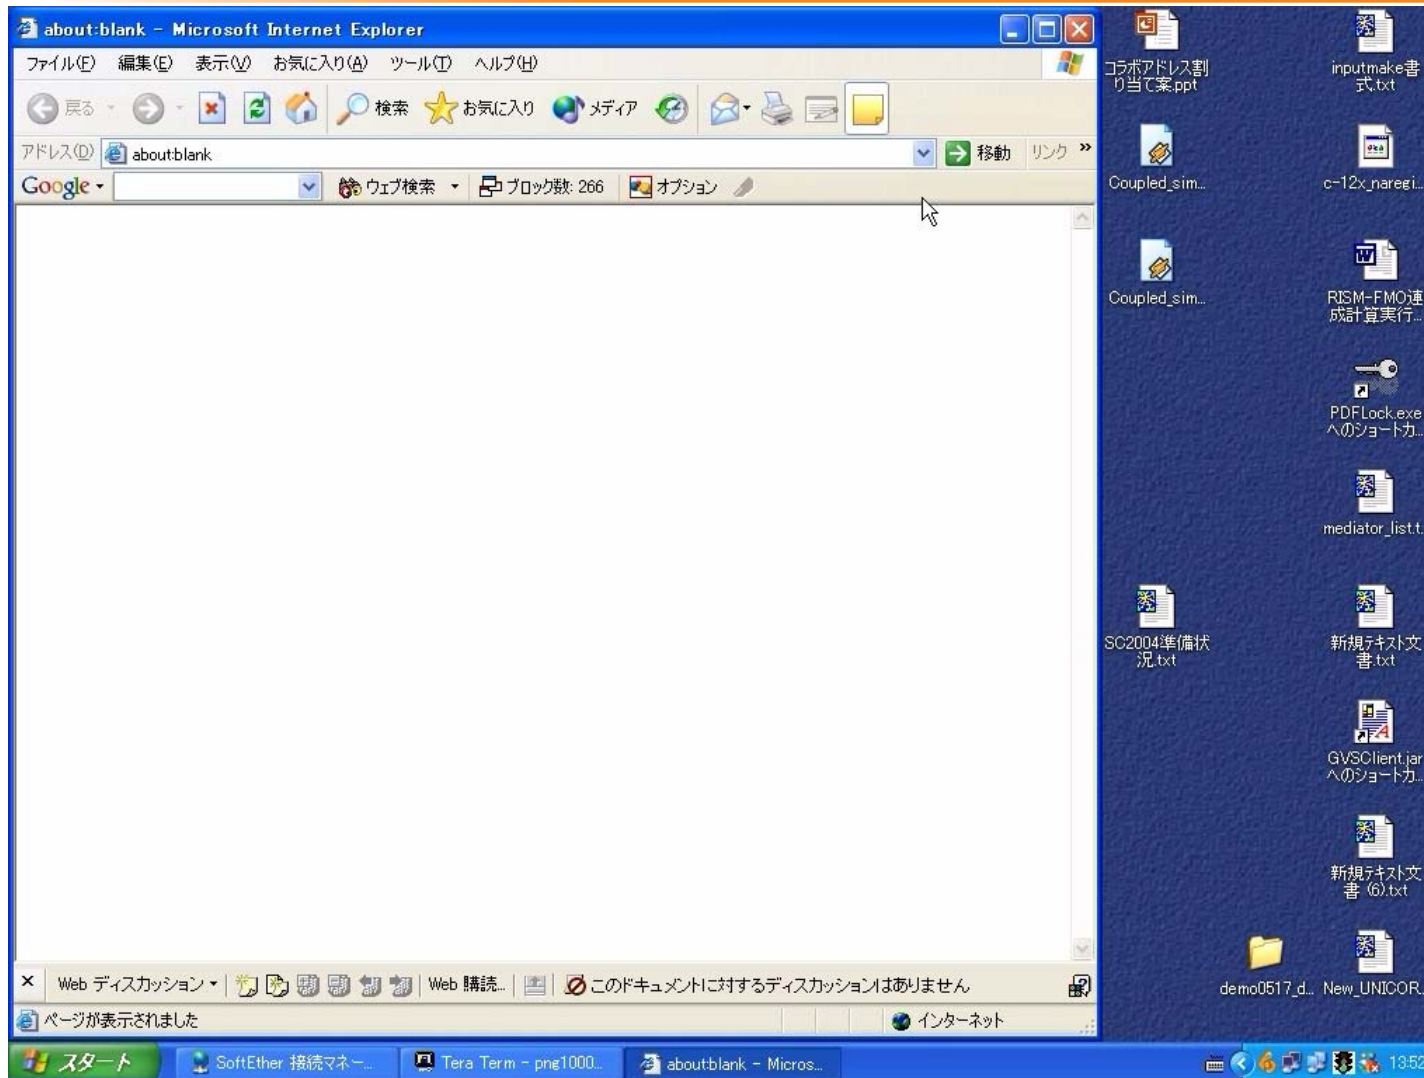 about:blank - Microsoft Internet Explorer
ファイル(F) 編集(E) 表示(V) お気に入り(A) ツール(T) ヘルプ(H)
戻る 検索 お気に入り メディア
アドレス(D) about:blank 移動 リンク »
Google ウェブ検索 ブロック数: 266 オプション
コラボアドレス割
り当て案.ppt
inputmake書
式.txt
Coupled_sim...
c-12x_naregi...
Coupled_sim...
RISM-FMO連
成計算実行...
PDFLock.exe
へのショートカ...
mediator_list.t...
SC2004準備状
況.txt
新規テキスト文
書.txt
GVSClient.jar
へのショートカ...
新規テキスト文
書 (6).txt
demo0517_d...
New_UNICOR...
× Web ディスカッション Web 購読... このドキュメントに対するディスカッションはありません
ページが表示されました インターネット
スタート SoftEther 接続マネー... Tera Term - png1000... about:blank - Micros... 13:52